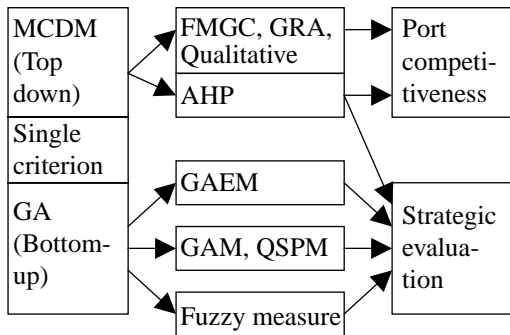 MCDM
(Top
down)
Single
criterion
GA
(Bottom-
up)
FMGC, GRA,
Qualitative
AHP
GAEM
GAM, QSPM
Fuzzy measure
Port
competi-
tiveness
Strategic
evalua-
tion